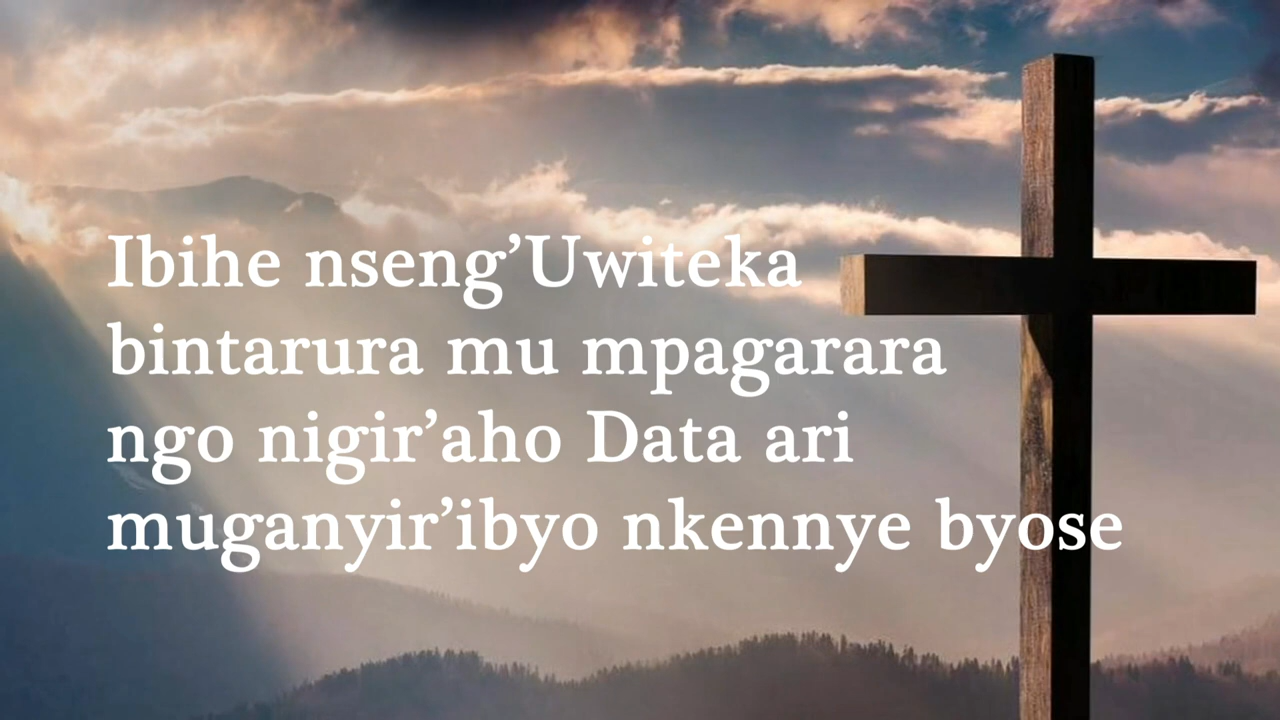 Ibihe nseng’Uwiteka
bintarura mu mpagarara
ngo nigir’aho Data ari
muganyir’ibyo nkennye byose